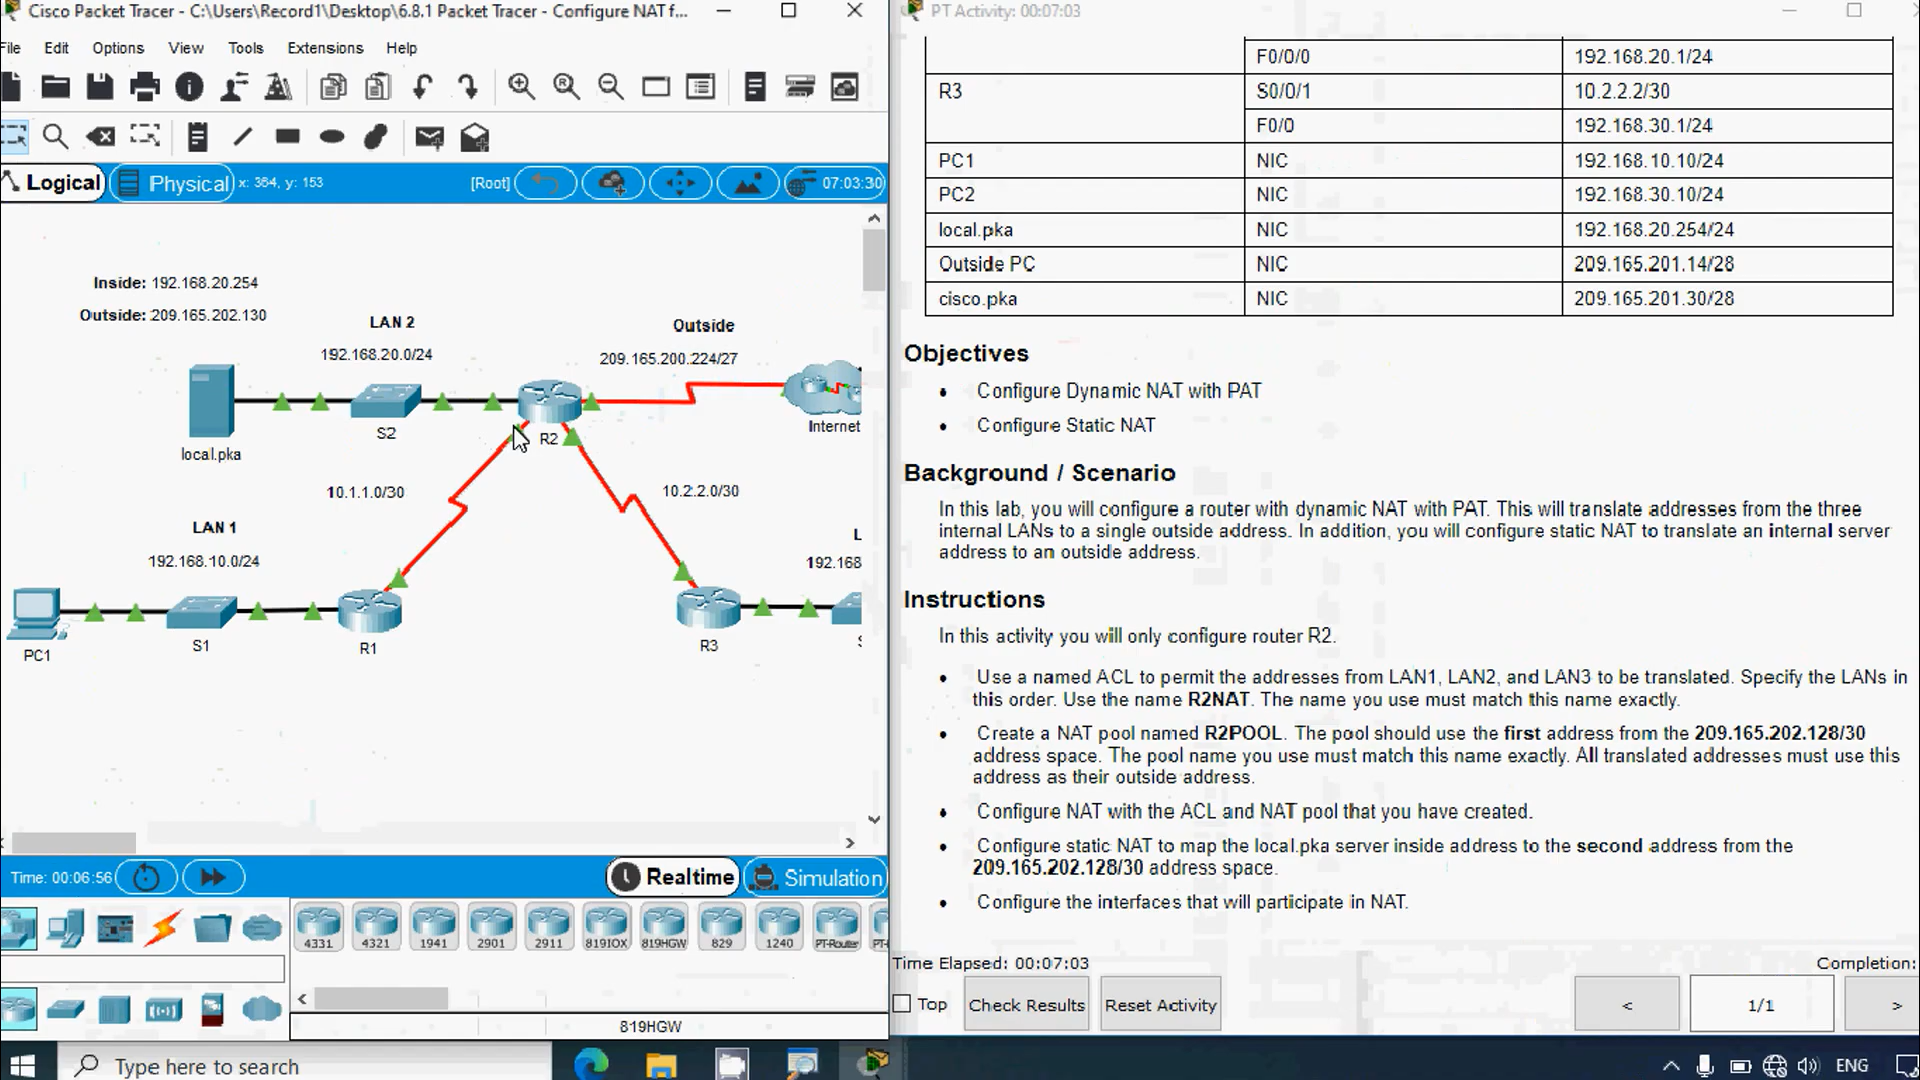 Cisco Packet Tracer - C:\Users\Record1\Desktop\6.8.1 Packet Tracer - Configure NAT f...
File Edit Options View Tools Extensions Help
Logical Physical x: 364, y: 153 [Root] 07:03:30
Inside: 192.168.20.254
Outside: 209.165.202.130
LAN 2
192.168.20.0/24
Outside
209.165.200.224/27
S2
R2
Internet
local.pka
10.1.1.0/30
10.2.2.0/30
LAN 1
192.168.10.0/24
L
192.168
PC1
S1
R1
R3
S
Time: 00:06:56 Realtime Simulation
4331 4321 1941 2901 2911 819IOX 819HGW 829 1240 PT-Router PT-
819HGW
Type here to search
PT Activity: 00:07:03
F0/0/0 192.168.20.1/24
R3 S0/0/1 10.2.2.2/30
F0/0 192.168.30.1/24
PC1 NIC 192.168.10.10/24
PC2 NIC 192.168.30.10/24
local.pka NIC 192.168.20.254/24
Outside PC NIC 209.165.201.14/28
cisco.pka NIC 209.165.201.30/28
Objectives
• Configure Dynamic NAT with PAT
• Configure Static NAT
Background / Scenario
In this lab, you will configure a router with dynamic NAT with PAT. This will translate addresses from the three
internal LANs to a single outside address. In addition, you will configure static NAT to translate an internal server
address to an outside address.
Instructions
In this activity you will only configure router R2.
• Use a named ACL to permit the addresses from LAN1, LAN2, and LAN3 to be translated. Specify the LANs in
this order. Use the name R2NAT. The name you use must match this name exactly.
• Create a NAT pool named R2POOL. The pool should use the first address from the 209.165.202.128/30
address space. The pool name you use must match this name exactly. All translated addresses must use this
address as their outside address.
• Configure NAT with the ACL and NAT pool that you have created.
• Configure static NAT to map the local.pka server inside address to the second address from the
209.165.202.128/30 address space.
• Configure the interfaces that will participate in NAT.
Time Elapsed: 00:07:03 Completion:
Top Check Results Reset Activity < 1/1 >
ENG